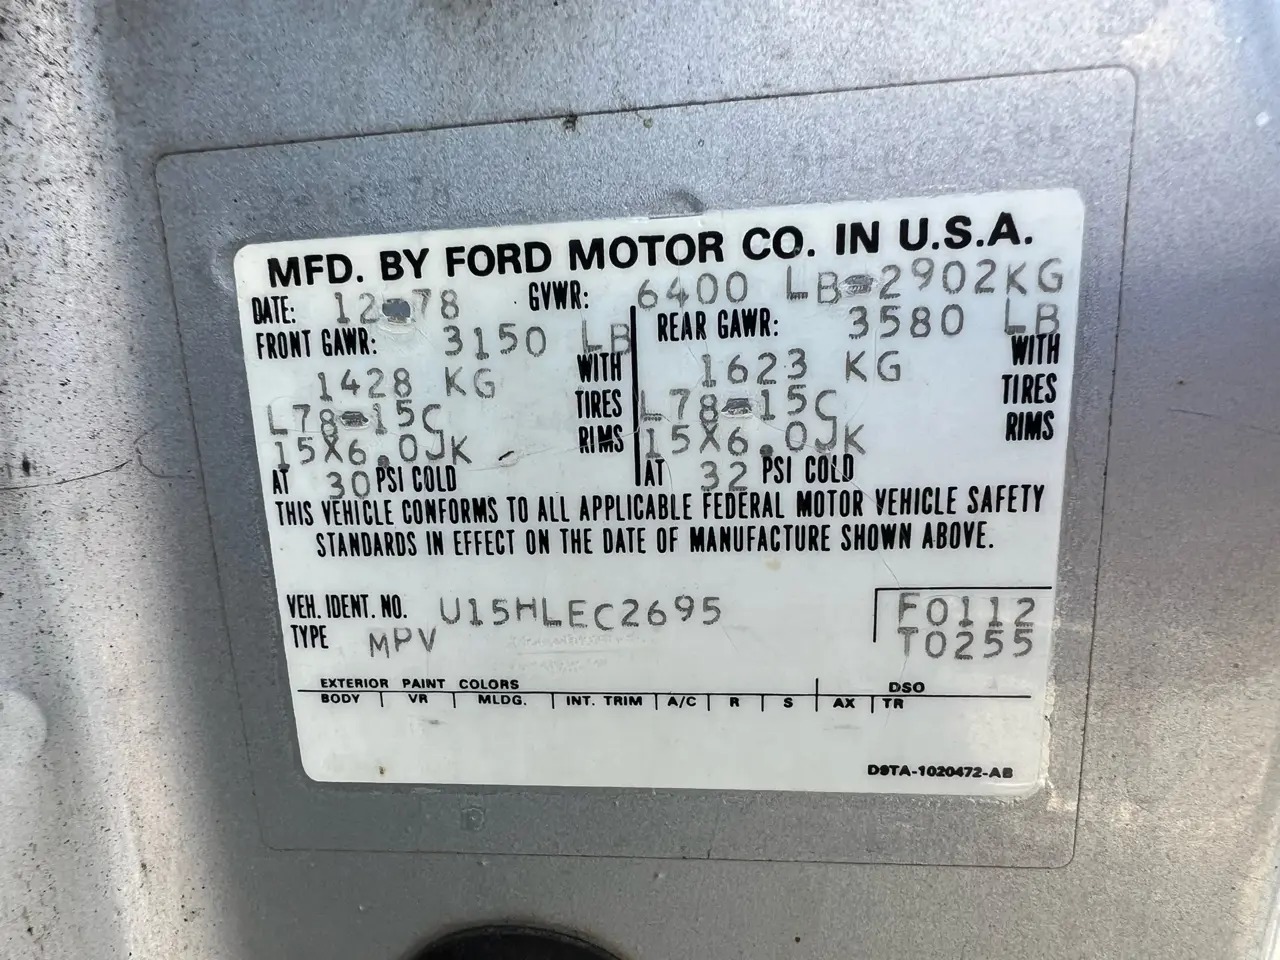 MFD. BY FORD MOTOR CO. IN U.S.A.
DATE: 12-78 GVWR: 6400 LB-2902KG
FRONT GAWR: 3150 LB REAR GAWR: 3580 LB
1428 KG WITH 1623 KG WITH
L78-15C TIRES L78-15C TIRES
15X6.0JK RIMS 15X6.0JK RIMS
AT 30 PSI COLD AT 32 PSI COLD
THIS VEHICLE CONFORMS TO ALL APPLICABLE FEDERAL MOTOR VEHICLE SAFETY
STANDARDS IN EFFECT ON THE DATE OF MANUFACTURE SHOWN ABOVE.
VEH. IDENT. NO. U15HLEC2695 F0112
TYPE MPV T0255
EXTERIOR PAINT COLORS DSO
BODY VR MLDG. INT. TRIM A/C R S AX TR
D9TA-1020472-AB